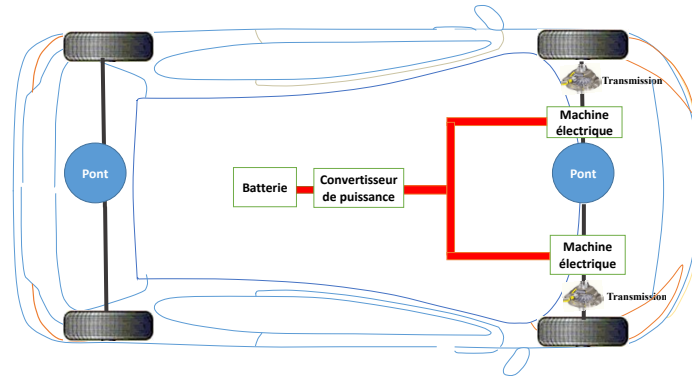 Transmission
Machine
électrique
Pont
Pont
Batterie
Convertisseur
de puissance
Machine
électrique
Transmission